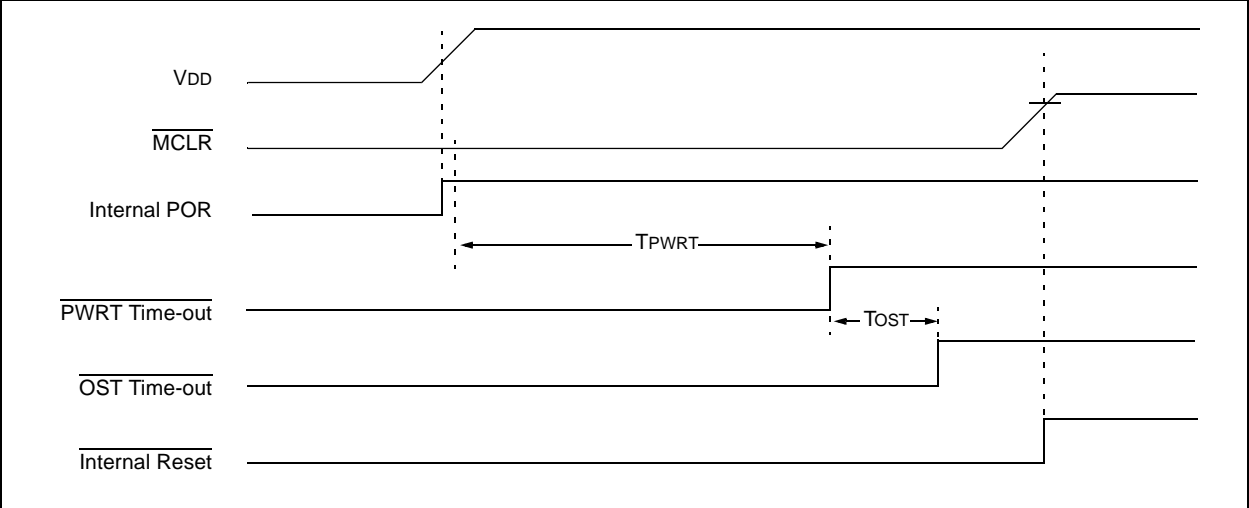 VDD
MCLR
Internal POR
TPWRT
PWRT Time-out
TOST
OST Time-out
Internal Reset